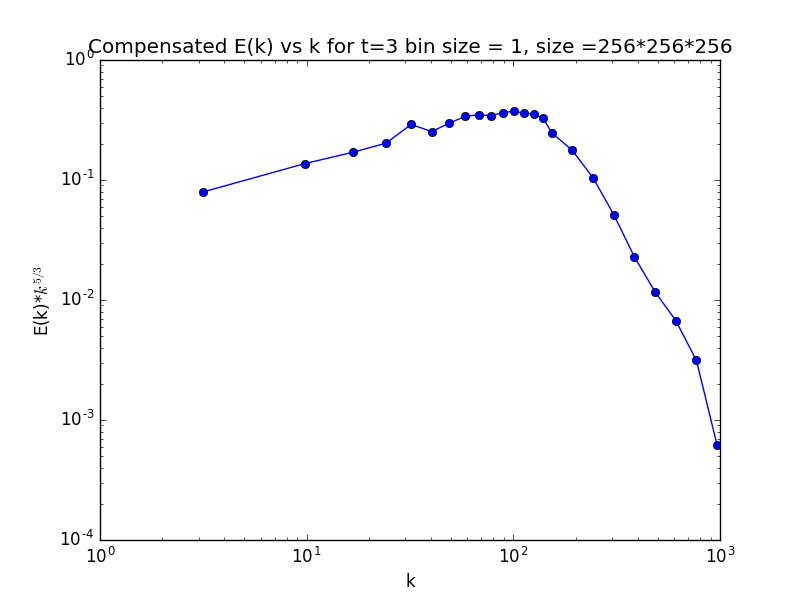 Compensated E(k) vs k for t=3 bin size = 1, size =256*256*256
10^0
10^-1
10^-2
10^-3
10^-4
E(k)*k^5/3
10^0 10^1 10^2 10^3
k